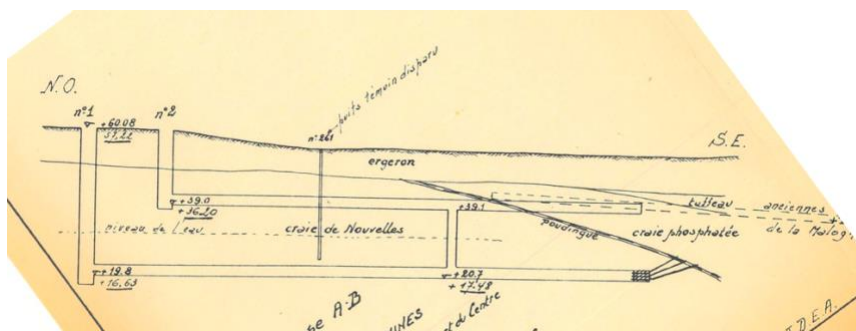 puits témoin disparu
N.O.
n°1
n°2
+60.08
57,22
n°261
S.E.
ergeron
+39.0
+36.20
+39.1
tuffeau
anciennes
niveau de l'eau
craie de Nouvelles
poudingue
craie phosphatée
de la Malog
+19.8
+16.63
+20.7
+17.48
A-B
du Centre
D.E.A.